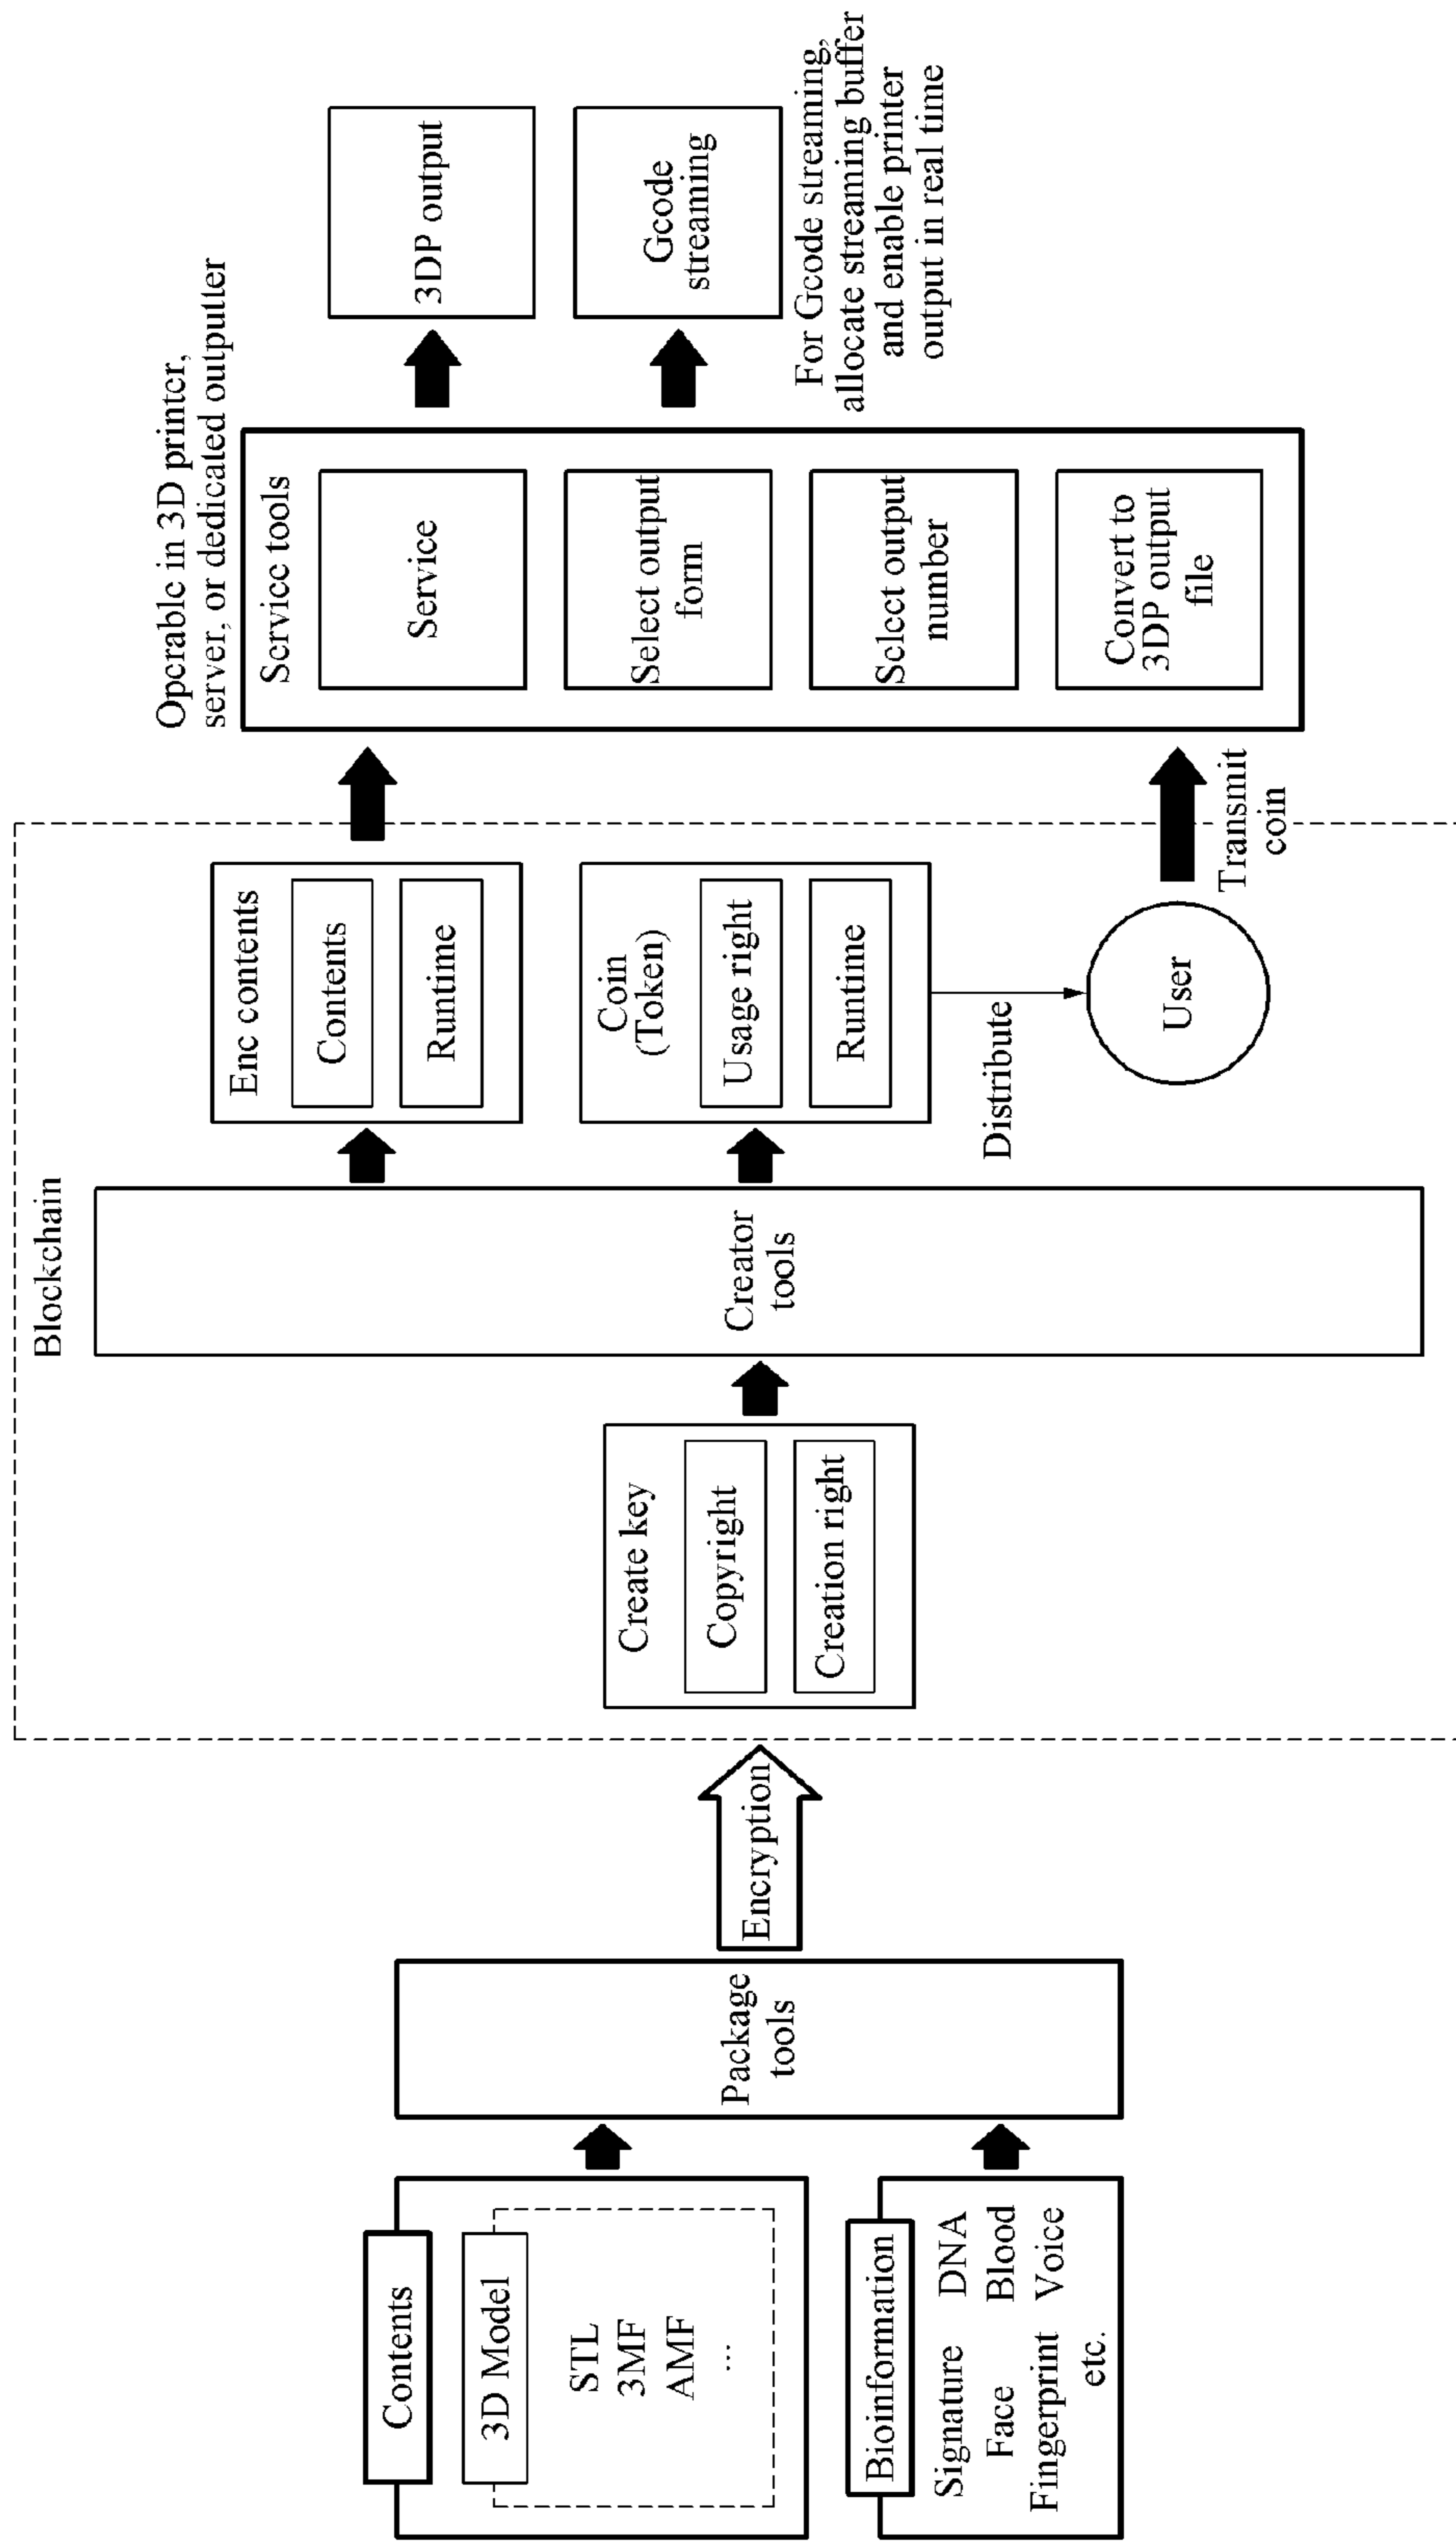 Contents
3D Model
STL
3MF
AMF
...
Bioinformation
Signature DNA
Face Blood
Fingerprint Voice
etc.
Package
tools
Encryption
Blockchain
Create key
Copyright
Creation right
Creator
tools
Enc contents
Contents
Runtime
Coin
(Token)
Usage right
Runtime
Distribute
User
Transmit
coin
Operable in 3D printer,
server, or dedicated outputter
Service tools
Service
Select output
form
Select output
number
Convert to
3DP output
file
3DP output
Gcode
streaming
For Gcode streaming,
allocate streaming buffer
and enable printer
output in real time